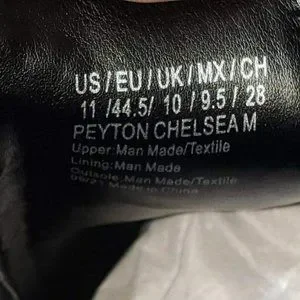 US/EU/UK/MX/CH
11 /44.5/ 10 / 9.5 / 28
PEYTON CHELSEA M
Upper:Man Made/Textile
Lining:Man Made
Outsole:Man Made/Textile
Made in China